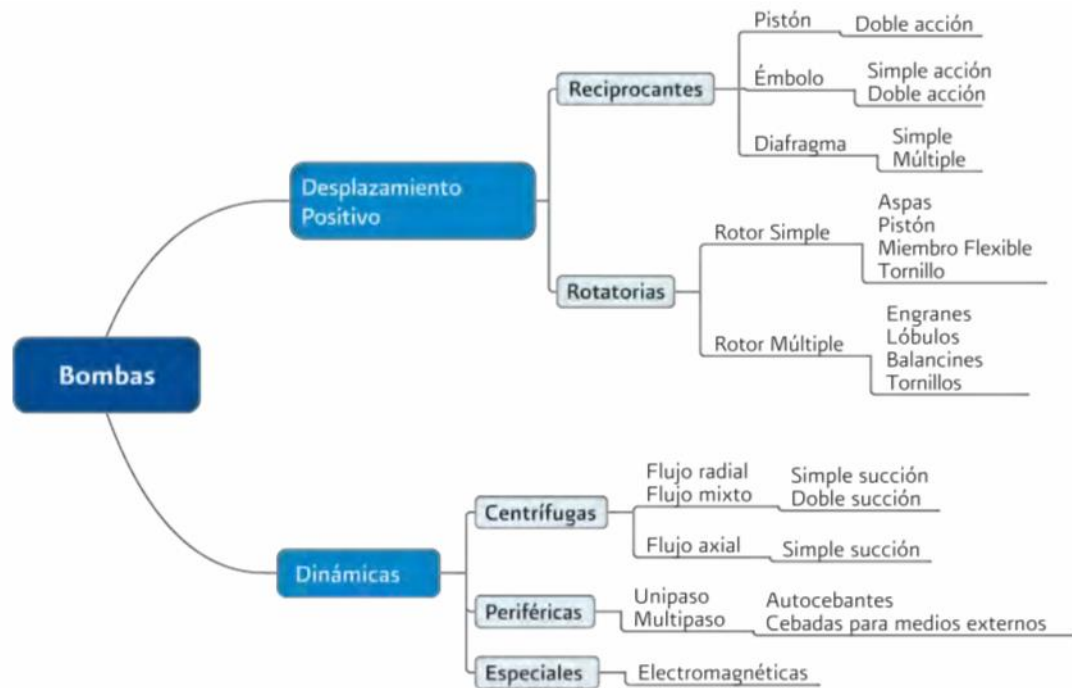 Bombas
Desplazamiento
Positivo
Reciprocantes
Pistón
Doble acción
Émbolo
Simple acción
Doble acción
Diafragma
Simple
Múltiple
Rotatorias
Rotor Simple
Aspas
Pistón
Miembro Flexible
Tornillo
Rotor Múltiple
Engranes
Lóbulos
Balancines
Tornillos
Dinámicas
Centrífugas
Flujo radial
Flujo mixto
Simple succión
Doble succión
Flujo axial
Simple succión
Periféricas
Unipaso
Multipaso
Autocebantes
Cebadas para medios externos
Especiales
Electromagnéticas